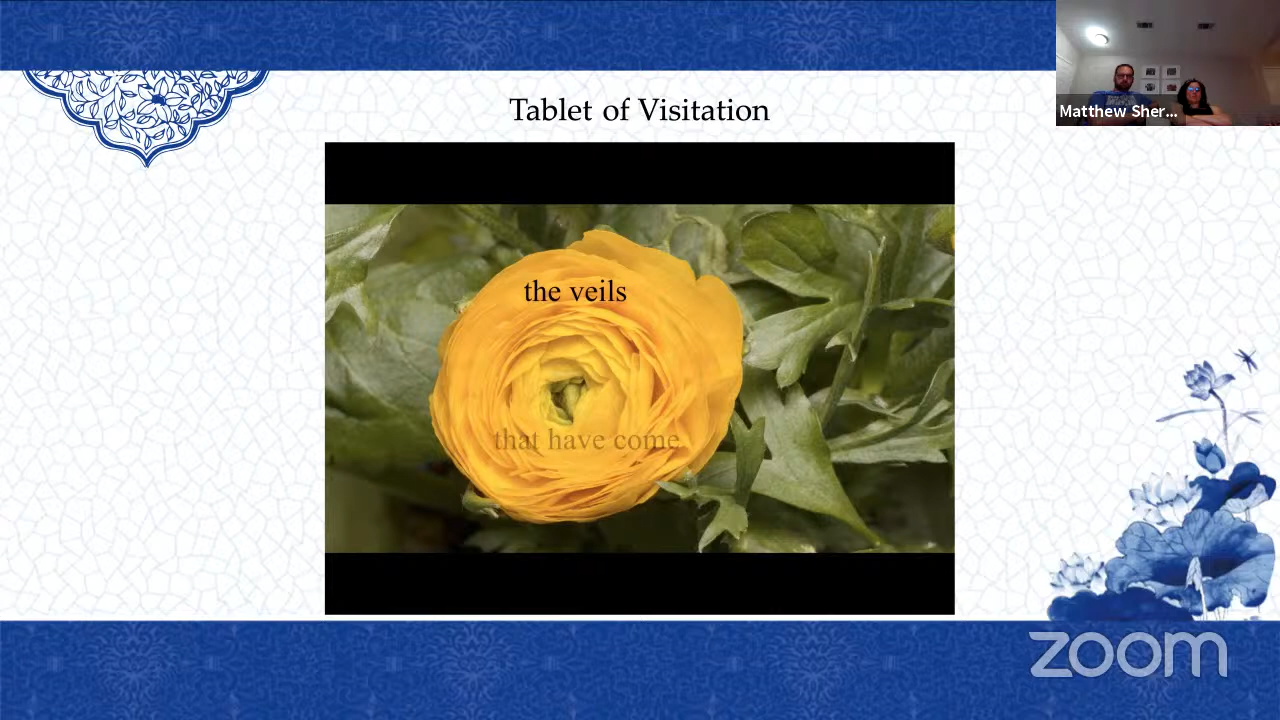 Tablet of Visitation
Matthew Sher...
the veils
that have come
zoom